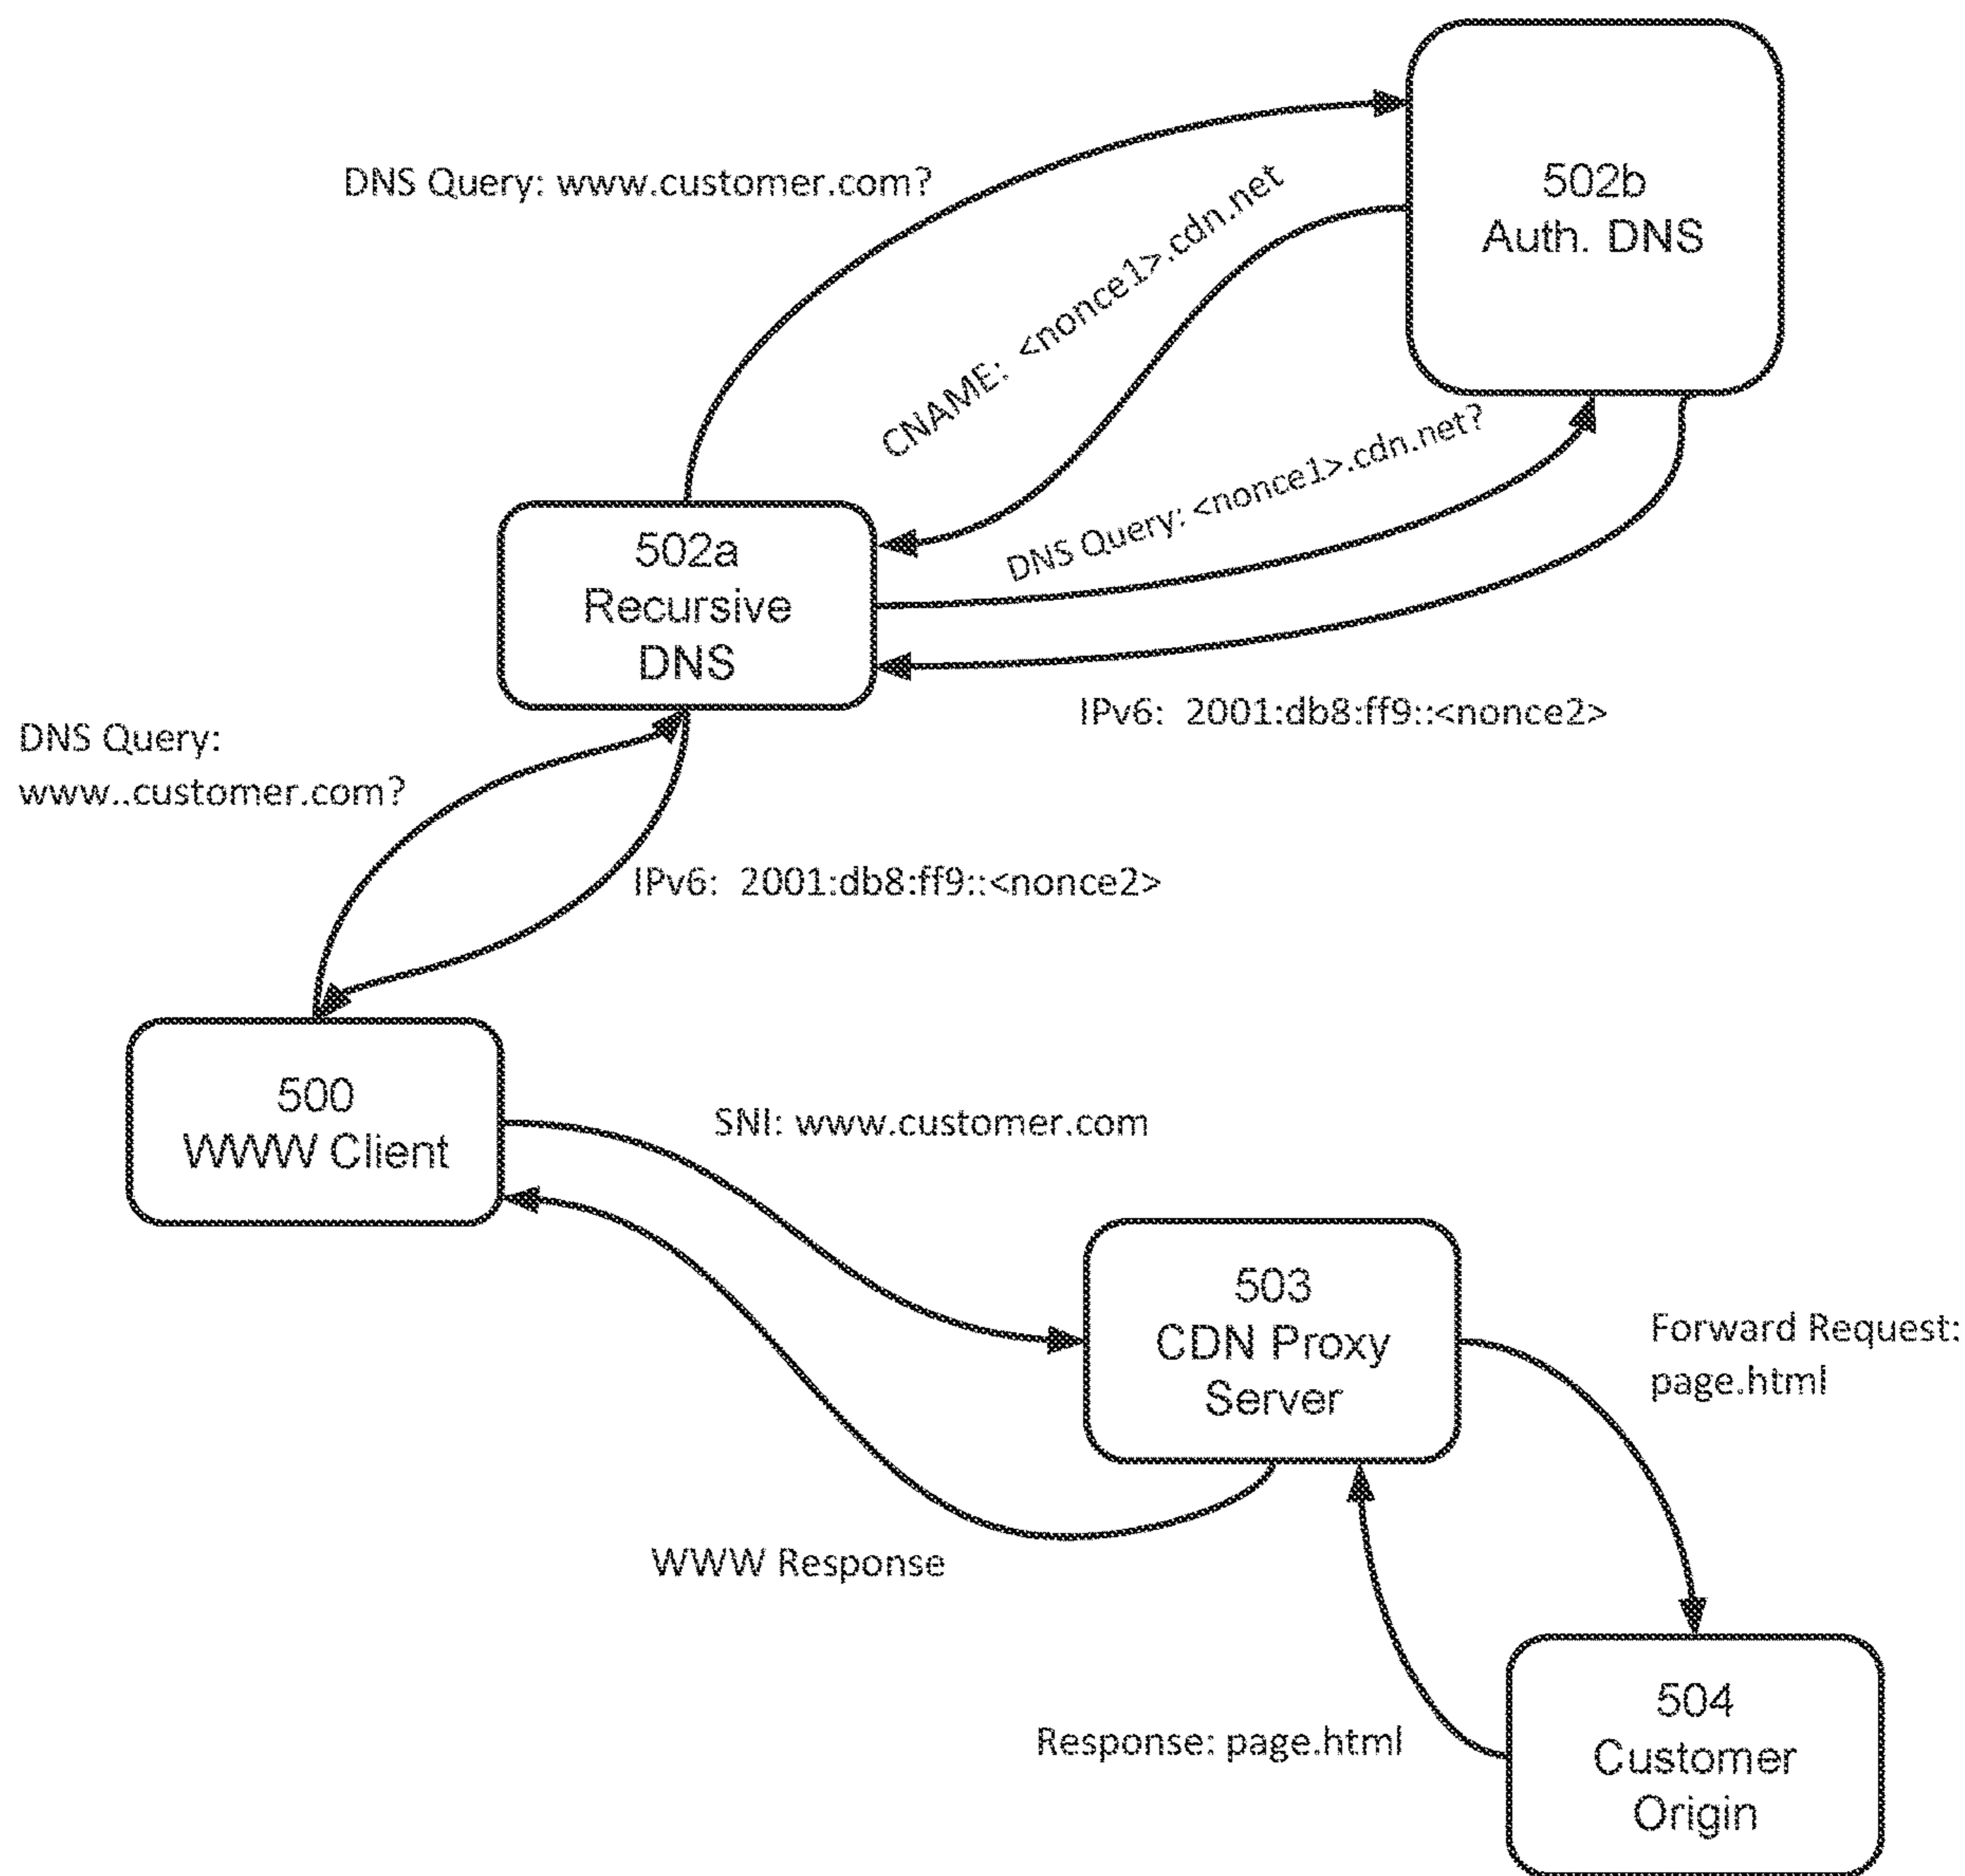 502b
Auth. DNS
DNS Query: www.customer.com?
CNAME: <nonce1>.cdn.net
DNS Query: <nonce1>.cdn.net?
502a
Recursive
DNS
IPv6: 2001:db8:ff9::<nonce2>
DNS Query:
www..customer.com?
IPv6: 2001:db8:ff9::<nonce2>
500
WWW Client
SNI: www.customer.com
503
CDN Proxy
Server
Forward Request:
page.html
WWW Response
504
Customer
Origin
Response: page.html